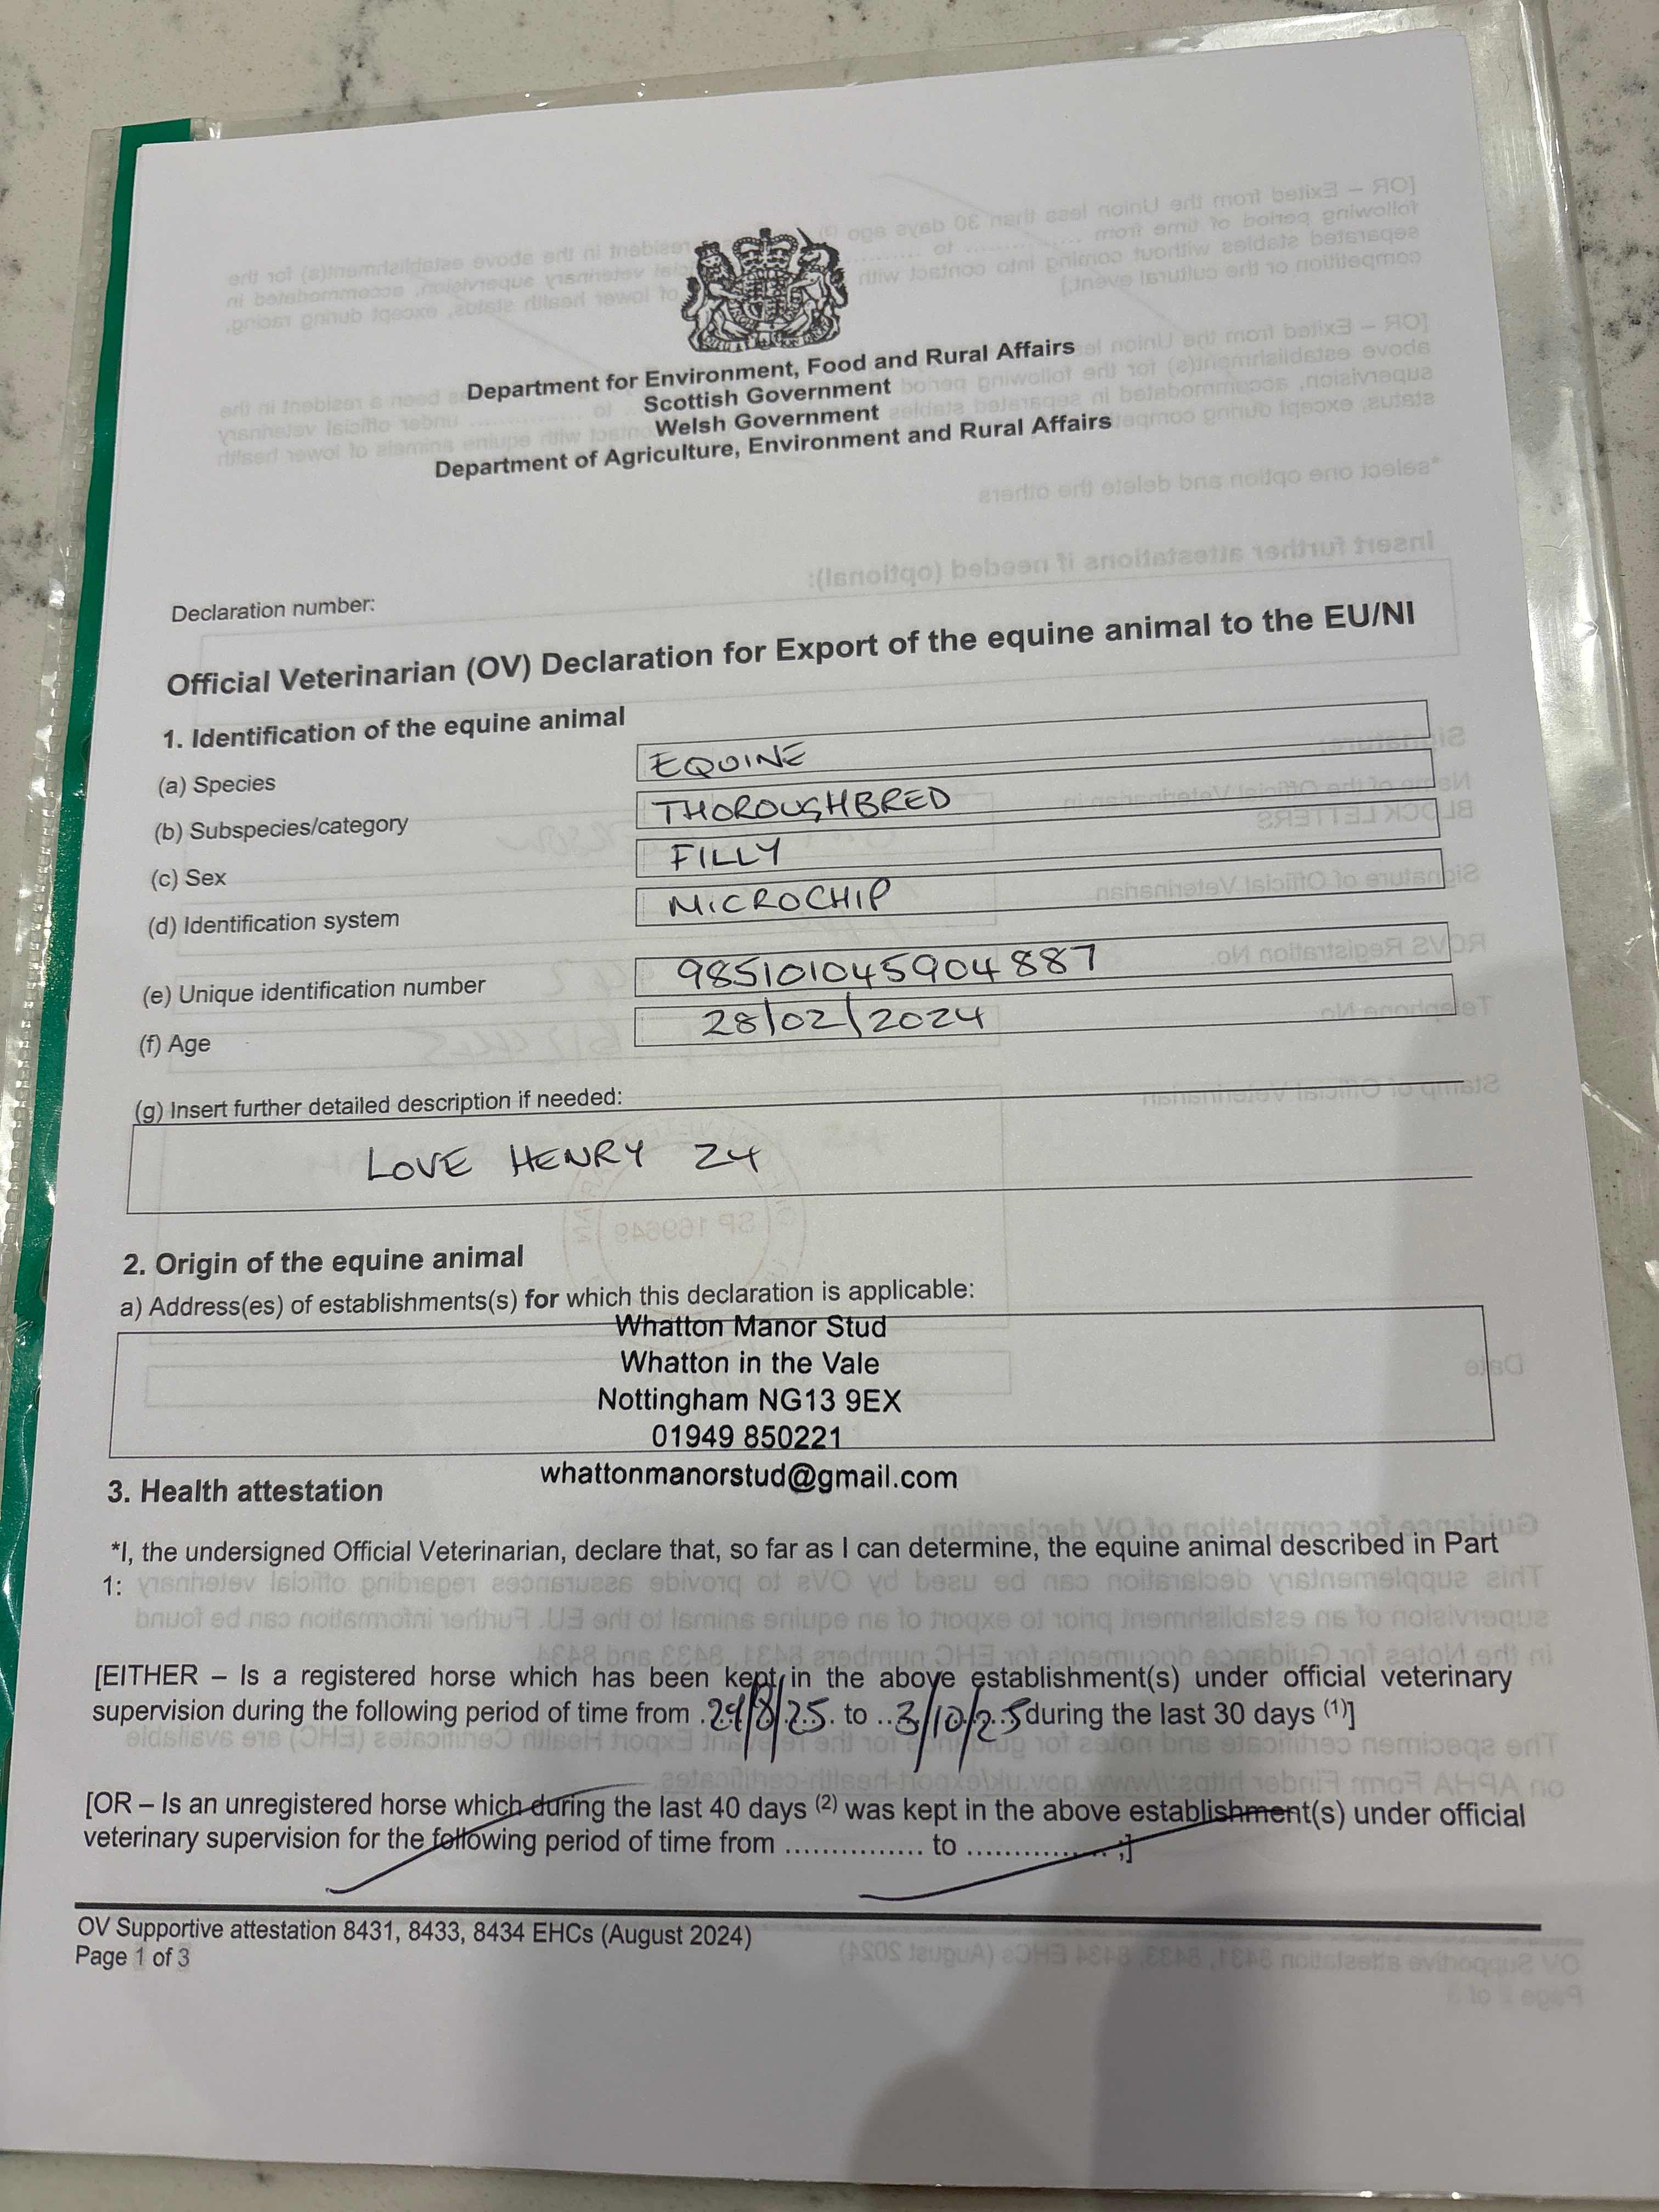 Department for Environment, Food and Rural Affairs
Scottish Government
Welsh Government
Department of Agriculture, Environment and Rural Affairs
Declaration number:
Official Veterinarian (OV) Declaration for Export of the equine animal to the EU/NI
1. Identification of the equine animal
(a) Species EQUINE
(b) Subspecies/category THOROUGHBRED
(c) Sex FILLY
(d) Identification system MICROCHIP
(e) Unique identification number 985101045904887
(f) Age 28/02/2024
(g) Insert further detailed description if needed:
LOVE HENRY 24
2. Origin of the equine animal
a) Address(es) of establishments(s) for which this declaration is applicable:
Whatton Manor Stud
Whatton in the Vale
Nottingham NG13 9EX
01949 850221
whattonmanorstud@gmail.com
3. Health attestation
*I, the undersigned Official Veterinarian, declare that, so far as I can determine, the equine animal described in Part
1:
[EITHER – Is a registered horse which has been kept in the above establishment(s) under official veterinary
supervision during the following period of time from 29/8/25 to 3/10/25 during the last 30 days (1)]
[OR – Is an unregistered horse which during the last 40 days (2) was kept in the above establishment(s) under official
veterinary supervision for the following period of time from ............... to ............... ;]
OV Supportive attestation 8431, 8433, 8434 EHCs (August 2024)
Page 1 of 3